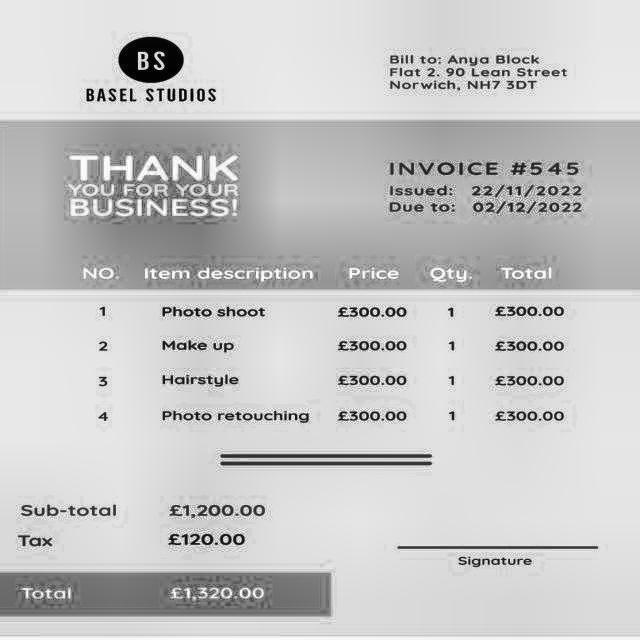 BS
BASEL STUDIOS
Bill to: Anya Block
Flat 2. 90 Lean Street
Norwich, NH7 3DT
THANK
YOU FOR YOUR
BUSINESS!
INVOICE #545
Issued: 22/11/2022
Due to: 02/12/2022
NO. Item description Price Qty. Total
1 Photo shoot £300.00 1 £300.00
2 Make up £300.00 1 £300.00
3 Hairstyle £300.00 1 £300.00
4 Photo retouching £300.00 1 £300.00
Sub-total £1,200.00
Tax £120.00
Signature
Total £1,320.00